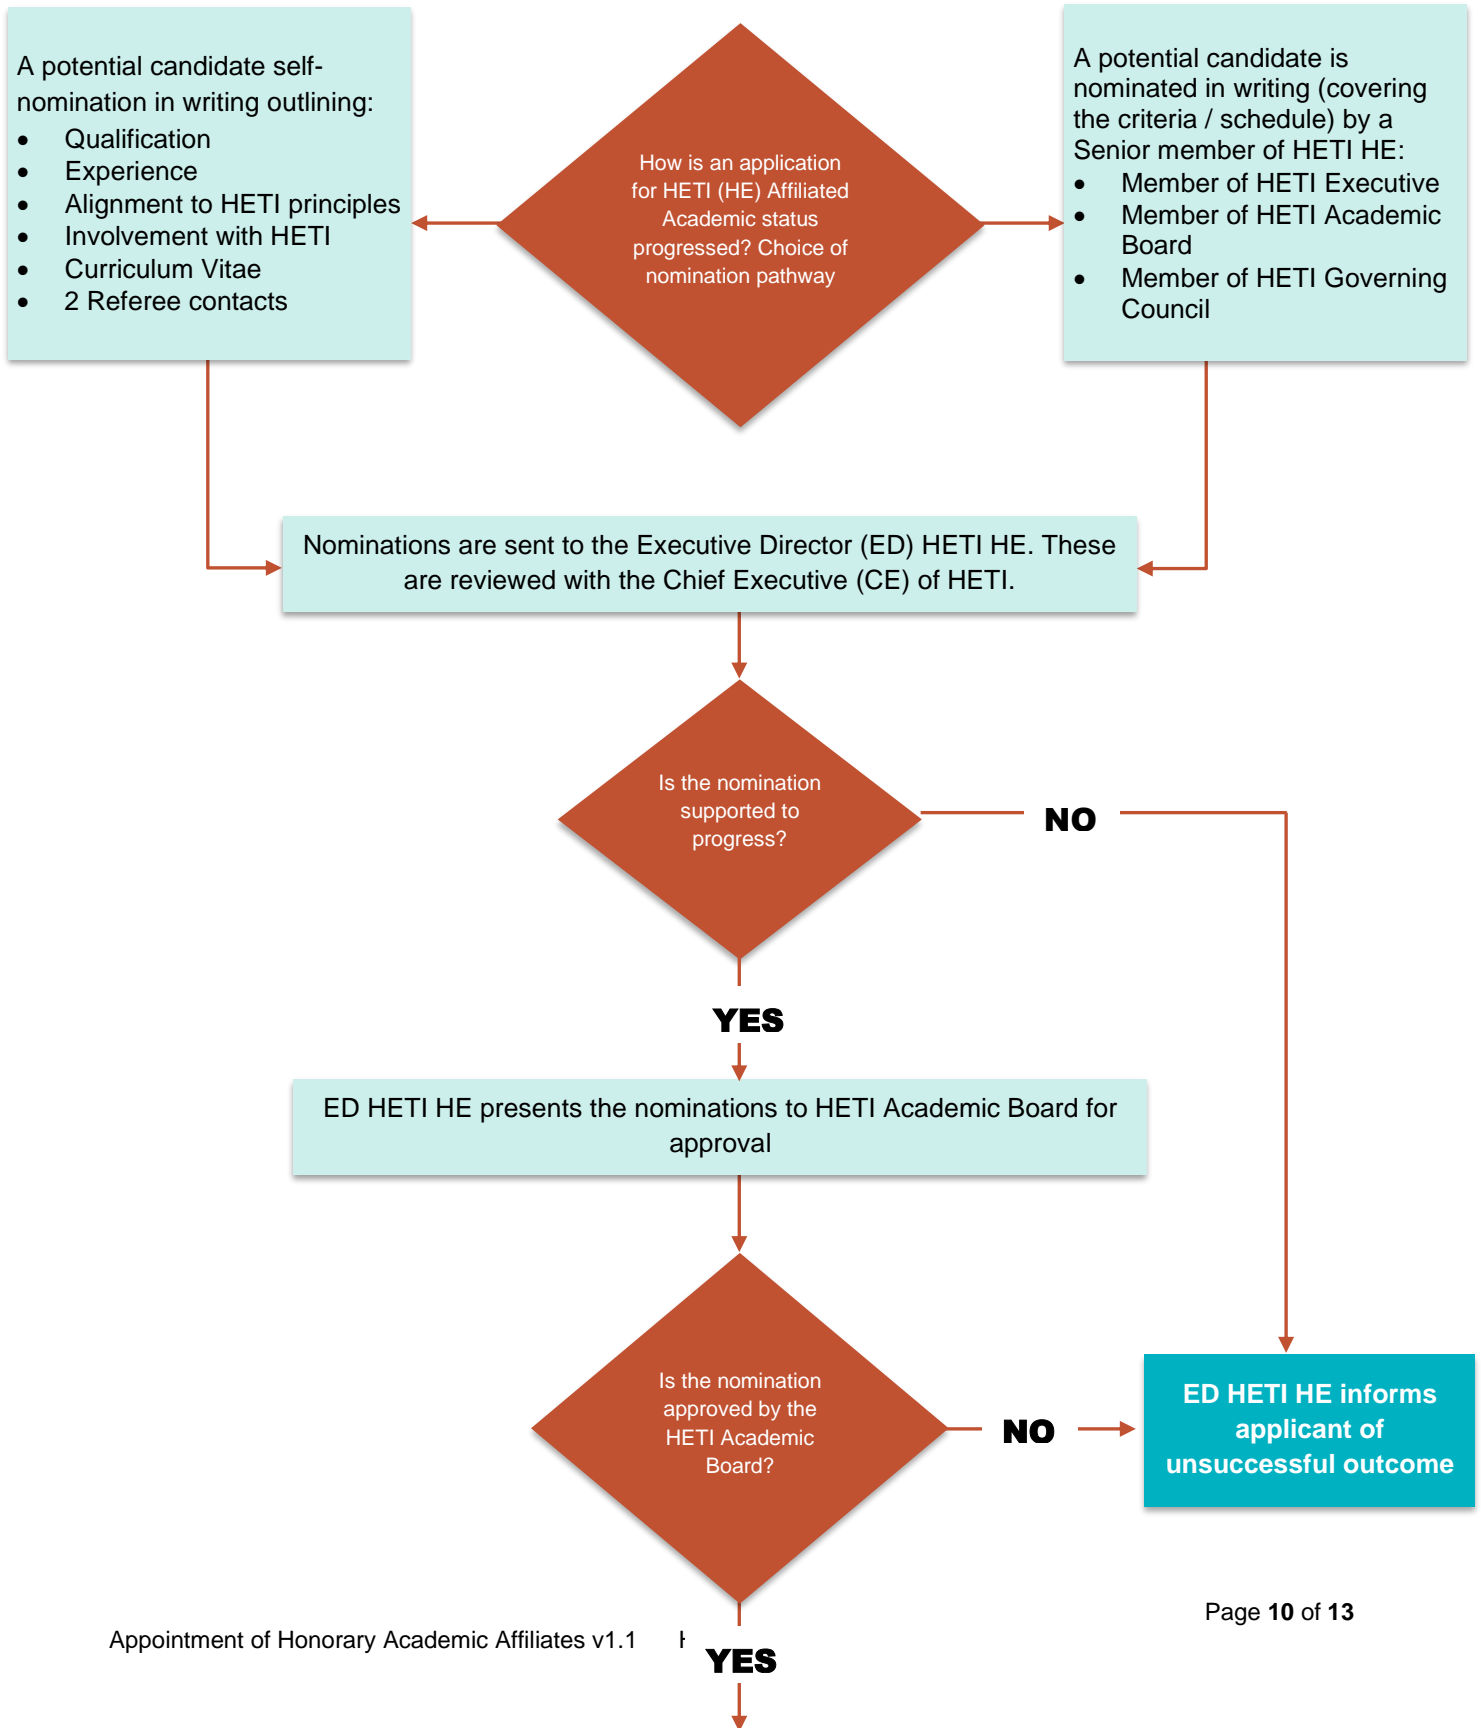 A potential candidate self-
nomination in writing outlining:
• Qualification
• Experience
• Alignment to HETI principles
• Involvement with HETI
• Curriculum Vitae
• 2 Referee contacts
How is an application
for HETI (HE) Affiliated
Academic status
progressed? Choice of
nomination pathway
A potential candidate is
nominated in writing (covering
the criteria / schedule) by a
Senior member of HETI HE:
• Member of HETI Executive
• Member of HETI Academic
Board
• Member of HETI Governing
Council
Nominations are sent to the Executive Director (ED) HETI HE. These
are reviewed with the Chief Executive (CE) of HETI.
Is the nomination
supported to
progress?
NO
YES
ED HETI HE presents the nominations to HETI Academic Board for
approval
Is the nomination
approved by the
HETI Academic
Board?
NO
ED HETI HE informs
applicant of
unsuccessful outcome
YES
Appointment of Honorary Academic Affiliates v1.1
Page 10 of 13